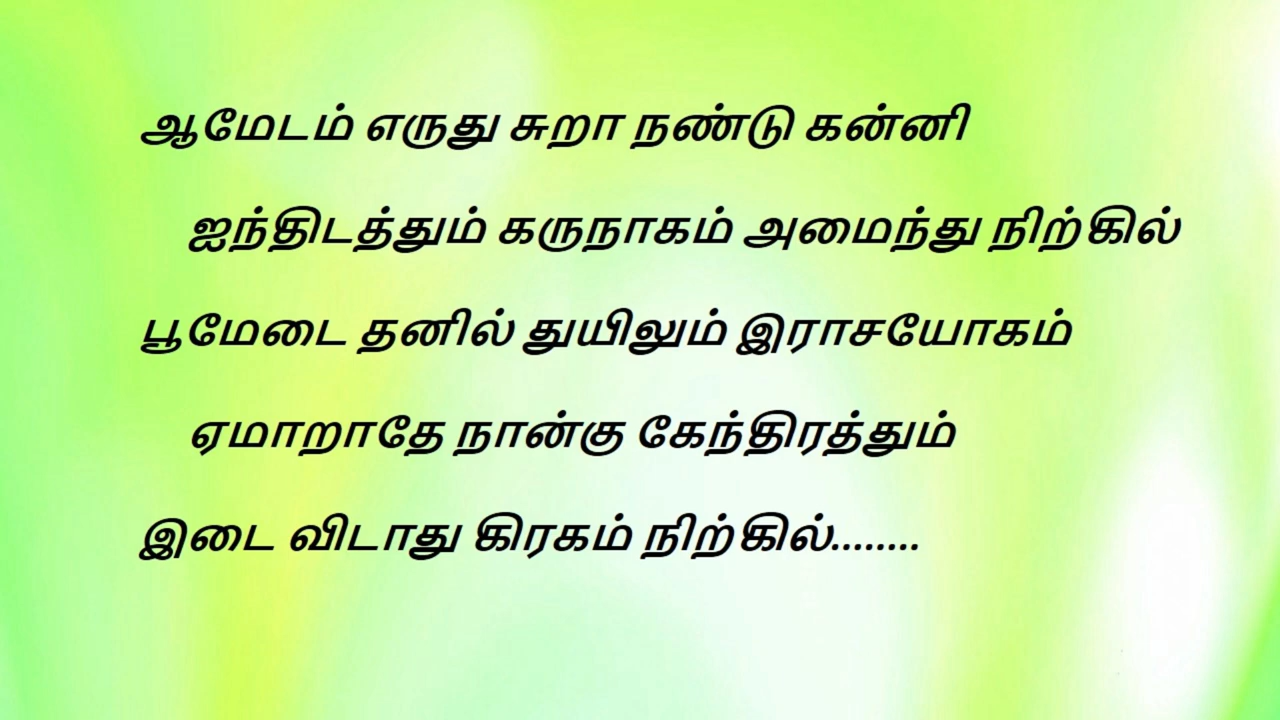 ஆமேடம் எருது சுறா நண்டு கன்னி
ஐந்திடத்தும் கருநாகம் அமைந்து நிற்கில்
பூமேடை தனில் துயிலும் இராசயோகம்
ஏமாறாதே நான்கு கேந்திரத்தும்
இடை விடாது கிரகம் நிற்கில்........